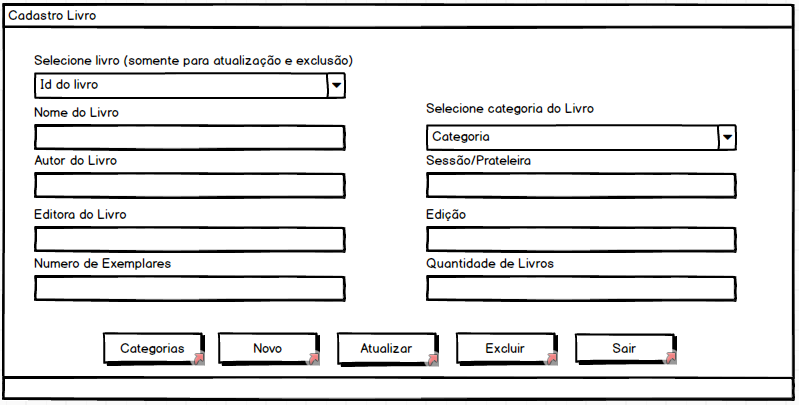 Cadastro Livro
Selecione livro (somente para atualização e exclusão)
Id do livro
Nome do Livro
Selecione categoria do Livro
Categoria
Autor do Livro
Sessão/Prateleira
Editora do Livro
Edição
Numero de Exemplares
Quantidade de Livros
Categorias
Novo
Atualizar
Excluir
Sair